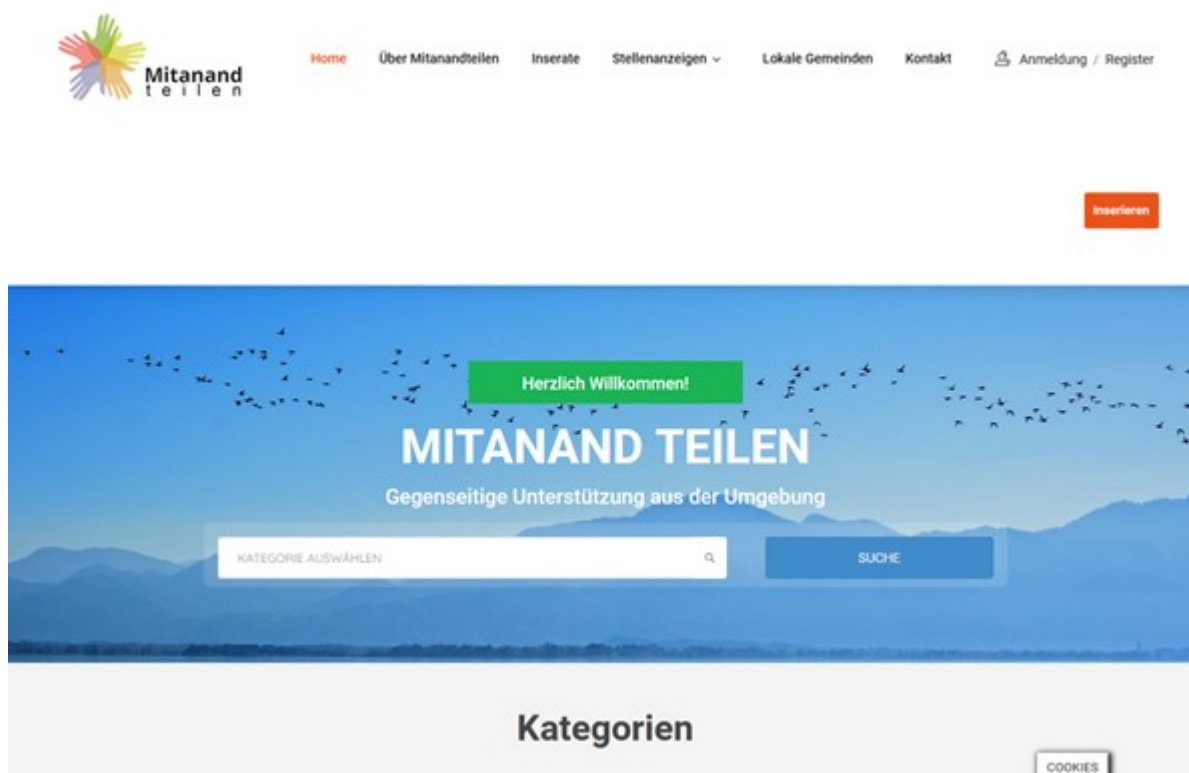 Mitanand
teilen
Home Über Mitanandteilen Inserate Stellenanzeigen Lokale Gemeinden Kontakt Anmeldung / Register
Inserieren
Herzlich Willkommen!
MITANAND TEILEN
Gegenseitige Unterstützung aus der Umgebung
KATEGORIE AUSWÄHLEN SUCHE
Kategorien
COOKIES